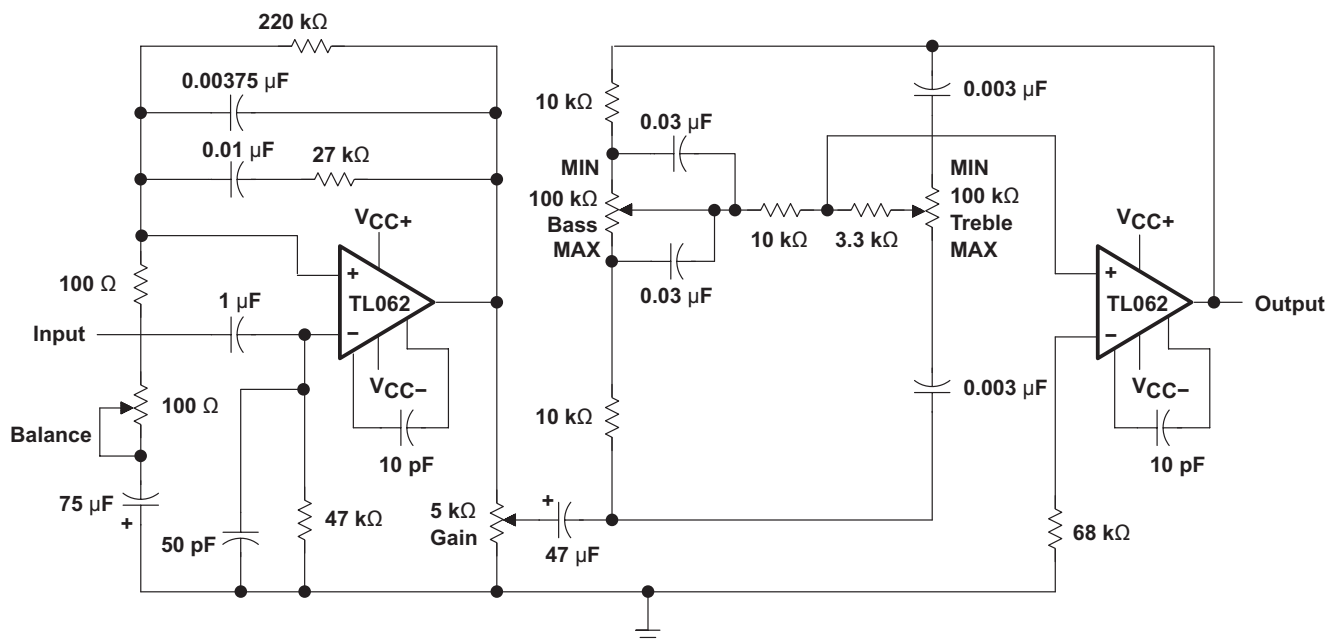 220 kΩ
0.00375 µF
0.01 µF
27 kΩ
VCC+
100 Ω
1 µF
+
TL062
Input
−
VCC−
100 Ω
Balance
10 pF
75 µF
+
50 pF
47 kΩ
5 kΩ
Gain
+
47 µF
10 kΩ
0.03 µF
MIN
100 kΩ
Bass
MAX
10 kΩ
3.3 kΩ
0.03 µF
10 kΩ
0.003 µF
MIN
100 kΩ
Treble
MAX
0.003 µF
VCC+
+
TL062
−
VCC−
Output
10 pF
68 kΩ